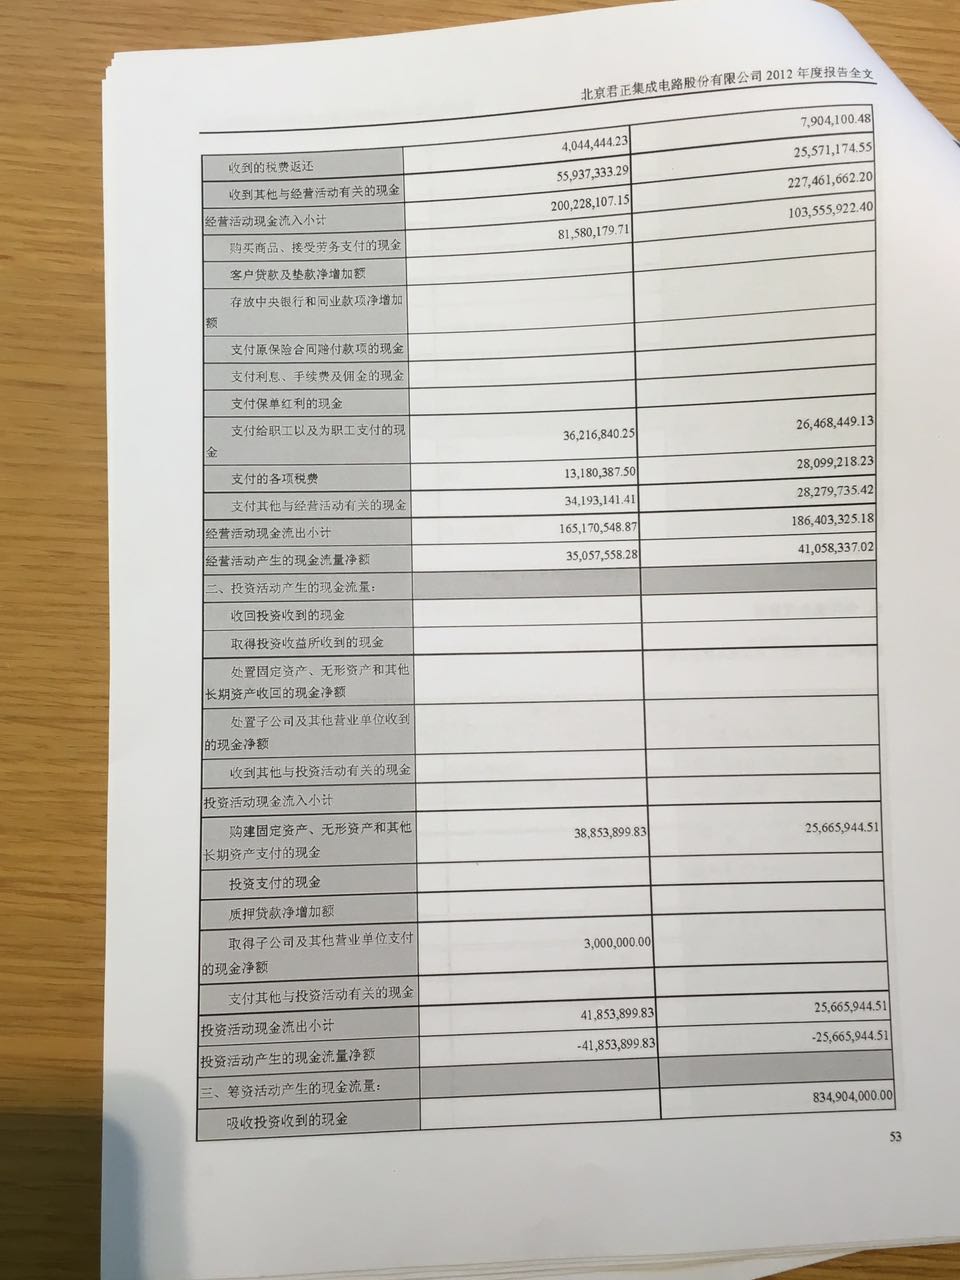 北京君正集成电路股份有限公司 2012 年度报告全文
收到的税费返还 4,044,444.23 7,904,100.48
收到其他与经营活动有关的现金 55,937,333.29 25,571,174.55
经营活动现金流入小计 200,228,107.15 227,461,662.20
购买商品、接受劳务支付的现金 81,580,179.71 103,555,922.40
客户贷款及垫款净增加额
存放中央银行和同业款项净增加
额
支付原保险合同赔付款项的现金
支付利息、手续费及佣金的现金
支付保单红利的现金
支付给职工以及为职工支付的现
金 36,216,840.25 26,468,449.13
支付的各项税费 13,180,387.50 28,099,218.23
支付其他与经营活动有关的现金 34,193,141.41 28,279,735.42
经营活动现金流出小计 165,170,548.87 186,403,325.18
经营活动产生的现金流量净额 35,057,558.28 41,058,337.02
二、投资活动产生的现金流量:
收回投资收到的现金
取得投资收益所收到的现金
处置固定资产、无形资产和其他
长期资产收回的现金净额
处置子公司及其他营业单位收到
的现金净额
收到其他与投资活动有关的现金
投资活动现金流入小计
购建固定资产、无形资产和其他 38,853,899.83 25,665,944.51
长期资产支付的现金
投资支付的现金
质押贷款净增加额
取得子公司及其他营业单位支付 3,000,000.00
的现金净额
支付其他与投资活动有关的现金
投资活动现金流出小计 41,853,899.83 25,665,944.51
投资活动产生的现金流量净额 -41,853,899.83 -25,665,944.51
三、筹资活动产生的现金流量:
吸收投资收到的现金 834,904,000.00
53